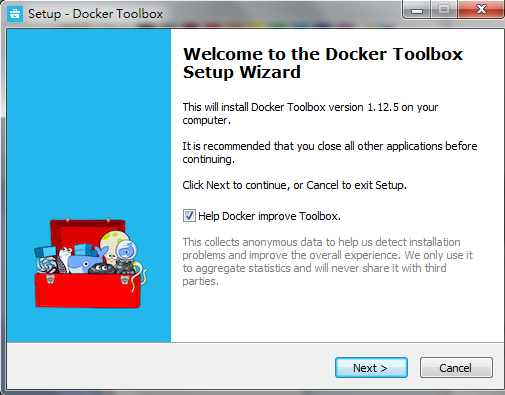 Setup - Docker Toolbox
Welcome to the Docker Toolbox
Setup Wizard
This will install Docker Toolbox version 1.12.5 on your
computer.
It is recommended that you close all other applications before
continuing.
Click Next to continue, or Cancel to exit Setup.
Help Docker improve Toolbox.
This collects anonymous data to help us detect installation
problems and improve the overall experience. We only use it
to aggregate statistics and will never share it with third
parties.
Next >
Cancel